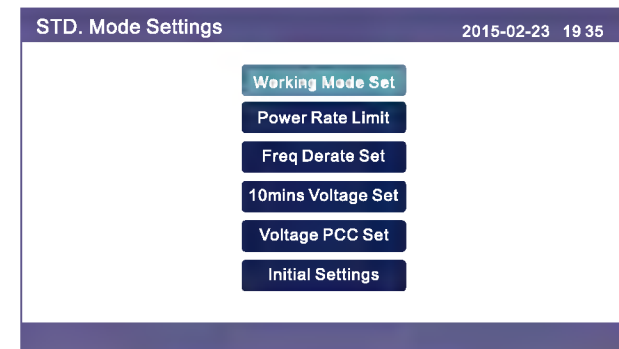 STD. Mode Settings 2015-02-23 19 35
Working Mode Set
Power Rate Limit
Freq Derate Set
10mins Voltage Set
Voltage PCC Set
Initial Settings